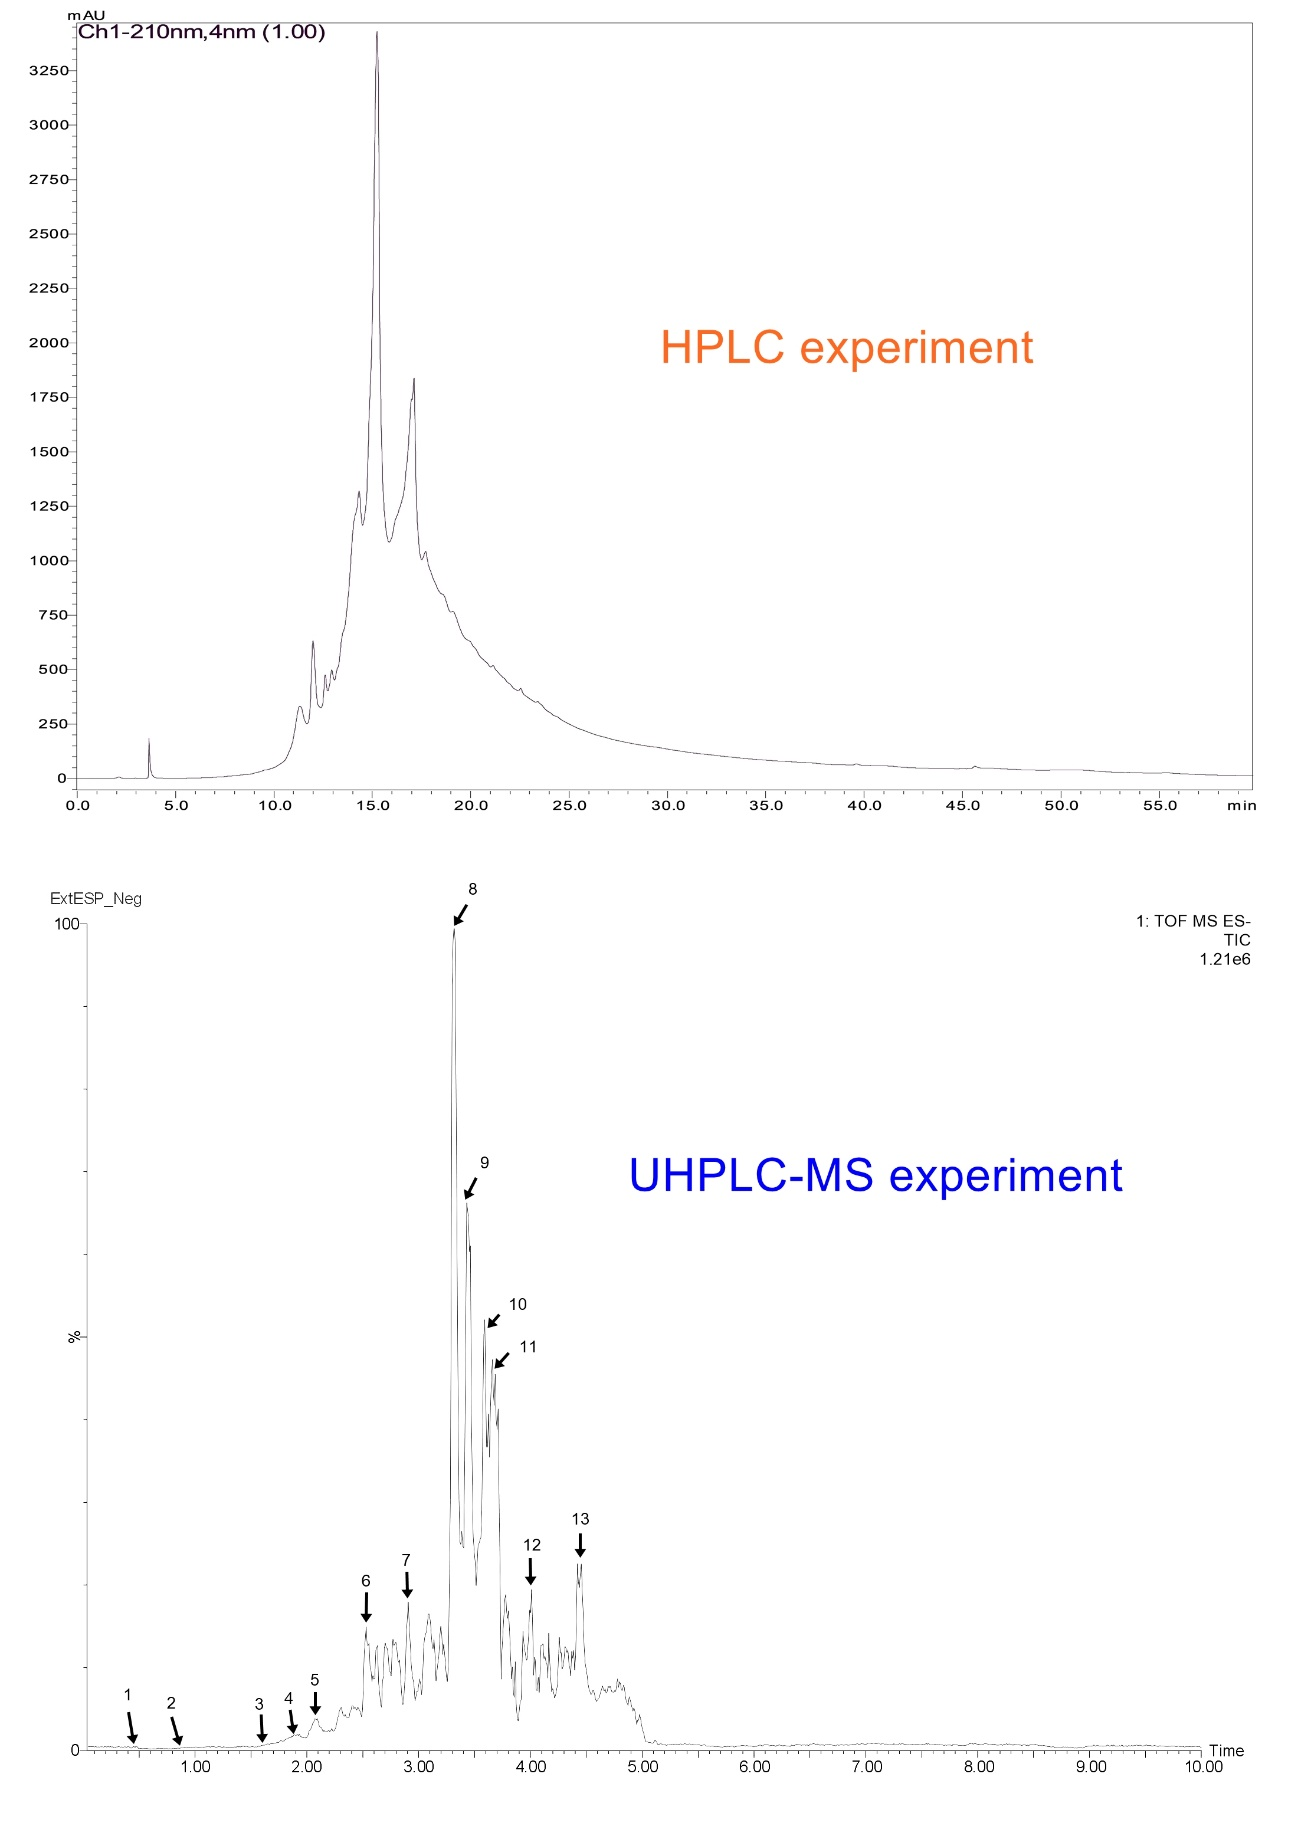 mAU
Ch1-210nm,4nm (1.00)
3250
3000
2750
2500
2250
2000
1750
1500
1250
1000
750
500
250
0
HPLC experiment
0.0 5.0 10.0 15.0 20.0 25.0 30.0 35.0 40.0 45.0 50.0 55.0 min
ExtESP_Neg
1: TOF MS ES-
TIC
1.21e6
100
%
0
8
9
10
11
UHPLC-MS experiment
13
12
7
6
5
1 2 3 4
1.00 2.00 3.00 4.00 5.00 6.00 7.00 8.00 9.00 10.00
Time